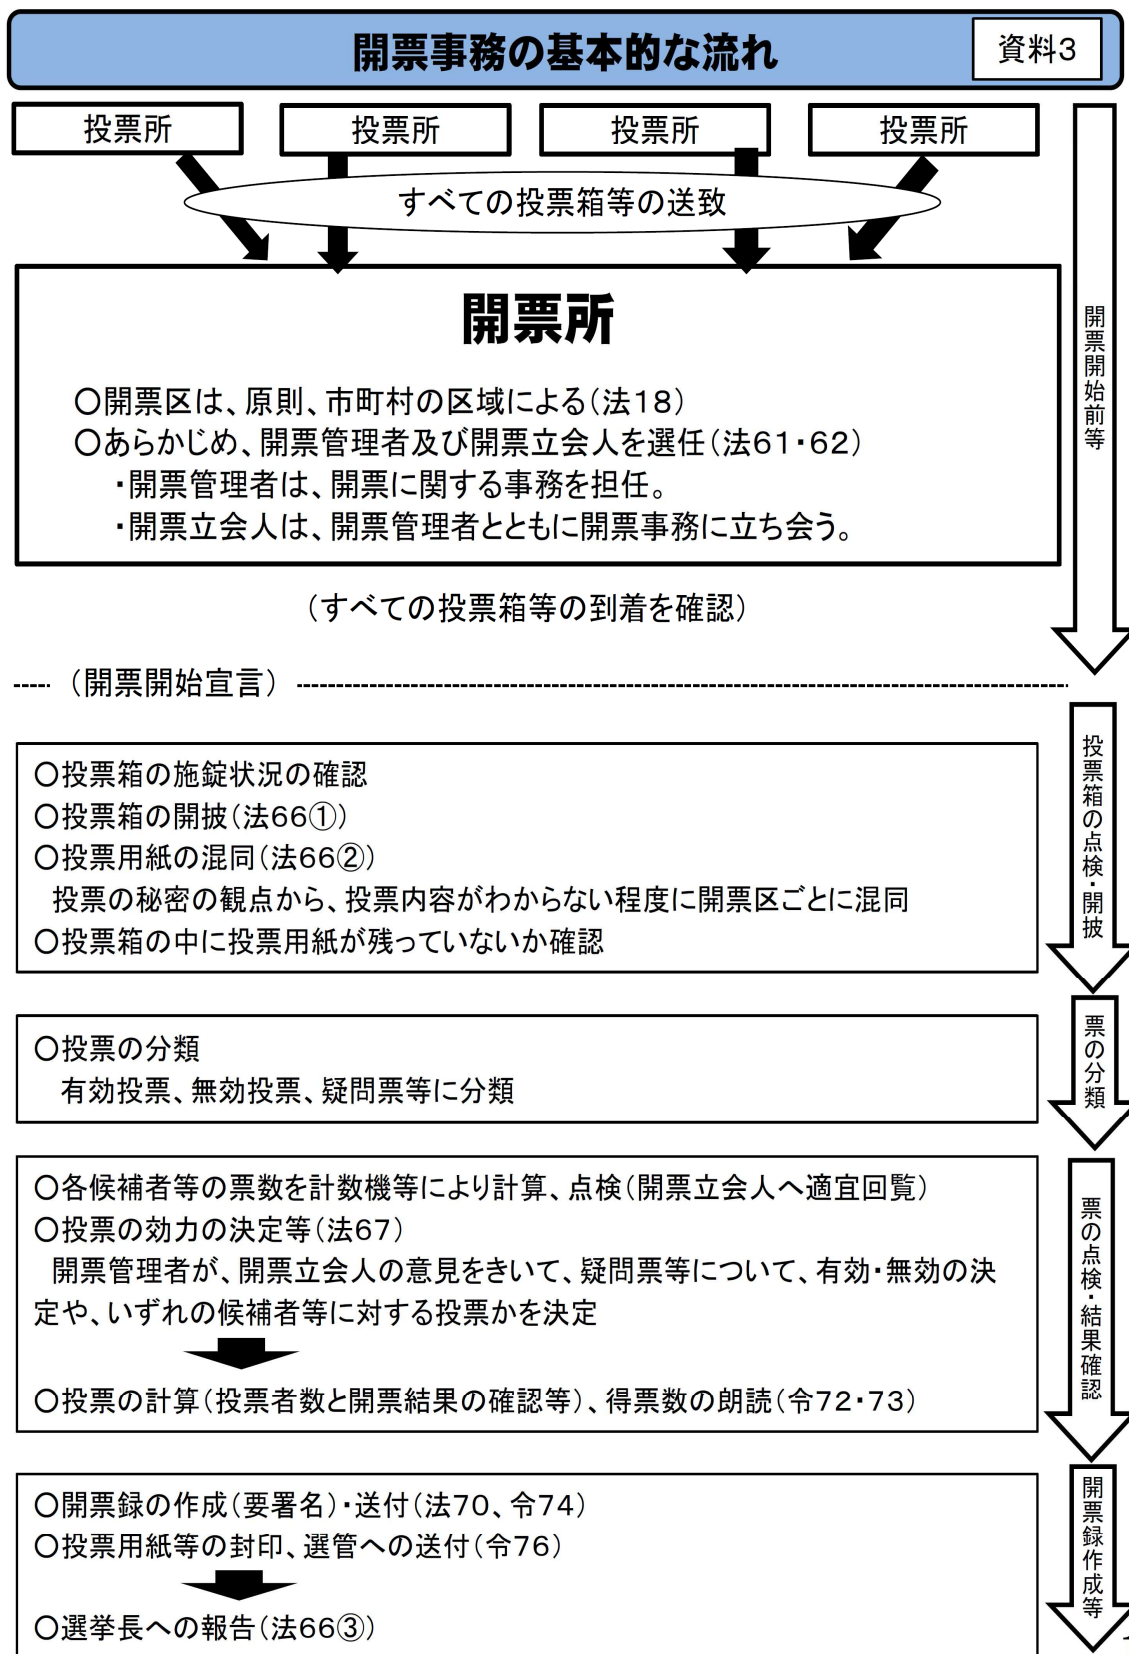 開票事務の基本的な流れ
資料3
投票所
投票所
投票所
投票所
すべての投票箱等の送致
開票所
○開票区は、原則、市町村の区域による(法18)
○あらかじめ、開票管理者及び開票立会人を選任(法61・62)
・開票管理者は、開票に関する事務を担任。
・開票立会人は、開票管理者とともに開票事務に立ち会う。
(すべての投票箱等の到着を確認)
開票開始前等
(開票開始宣言)
○投票箱の施錠状況の確認
○投票箱の開披(法66①)
○投票用紙の混同(法66②)
投票の秘密の観点から、投票内容がわからない程度に開票区ごとに混同
○投票箱の中に投票用紙が残っていないか確認
投票箱の点検・開披
○投票の分類
有効投票、無効投票、疑問票等に分類
票の分類
○各候補者等の票数を計数機等により計算、点検(開票立会人へ適宜回覧)
○投票の効力の決定等(法67)
開票管理者が、開票立会人の意見をきいて、疑問票等について、有効・無効の決
定や、いずれの候補者等に対する投票かを決定
○投票の計算(投票者数と開票結果の確認等)、得票数の朗読(令72・73)
票の点検・結果確認
○開票録の作成(要署名)・送付(法70、令74)
○投票用紙等の封印、選管への送付(令76)
○選挙長への報告(法66③)
開票録作成等